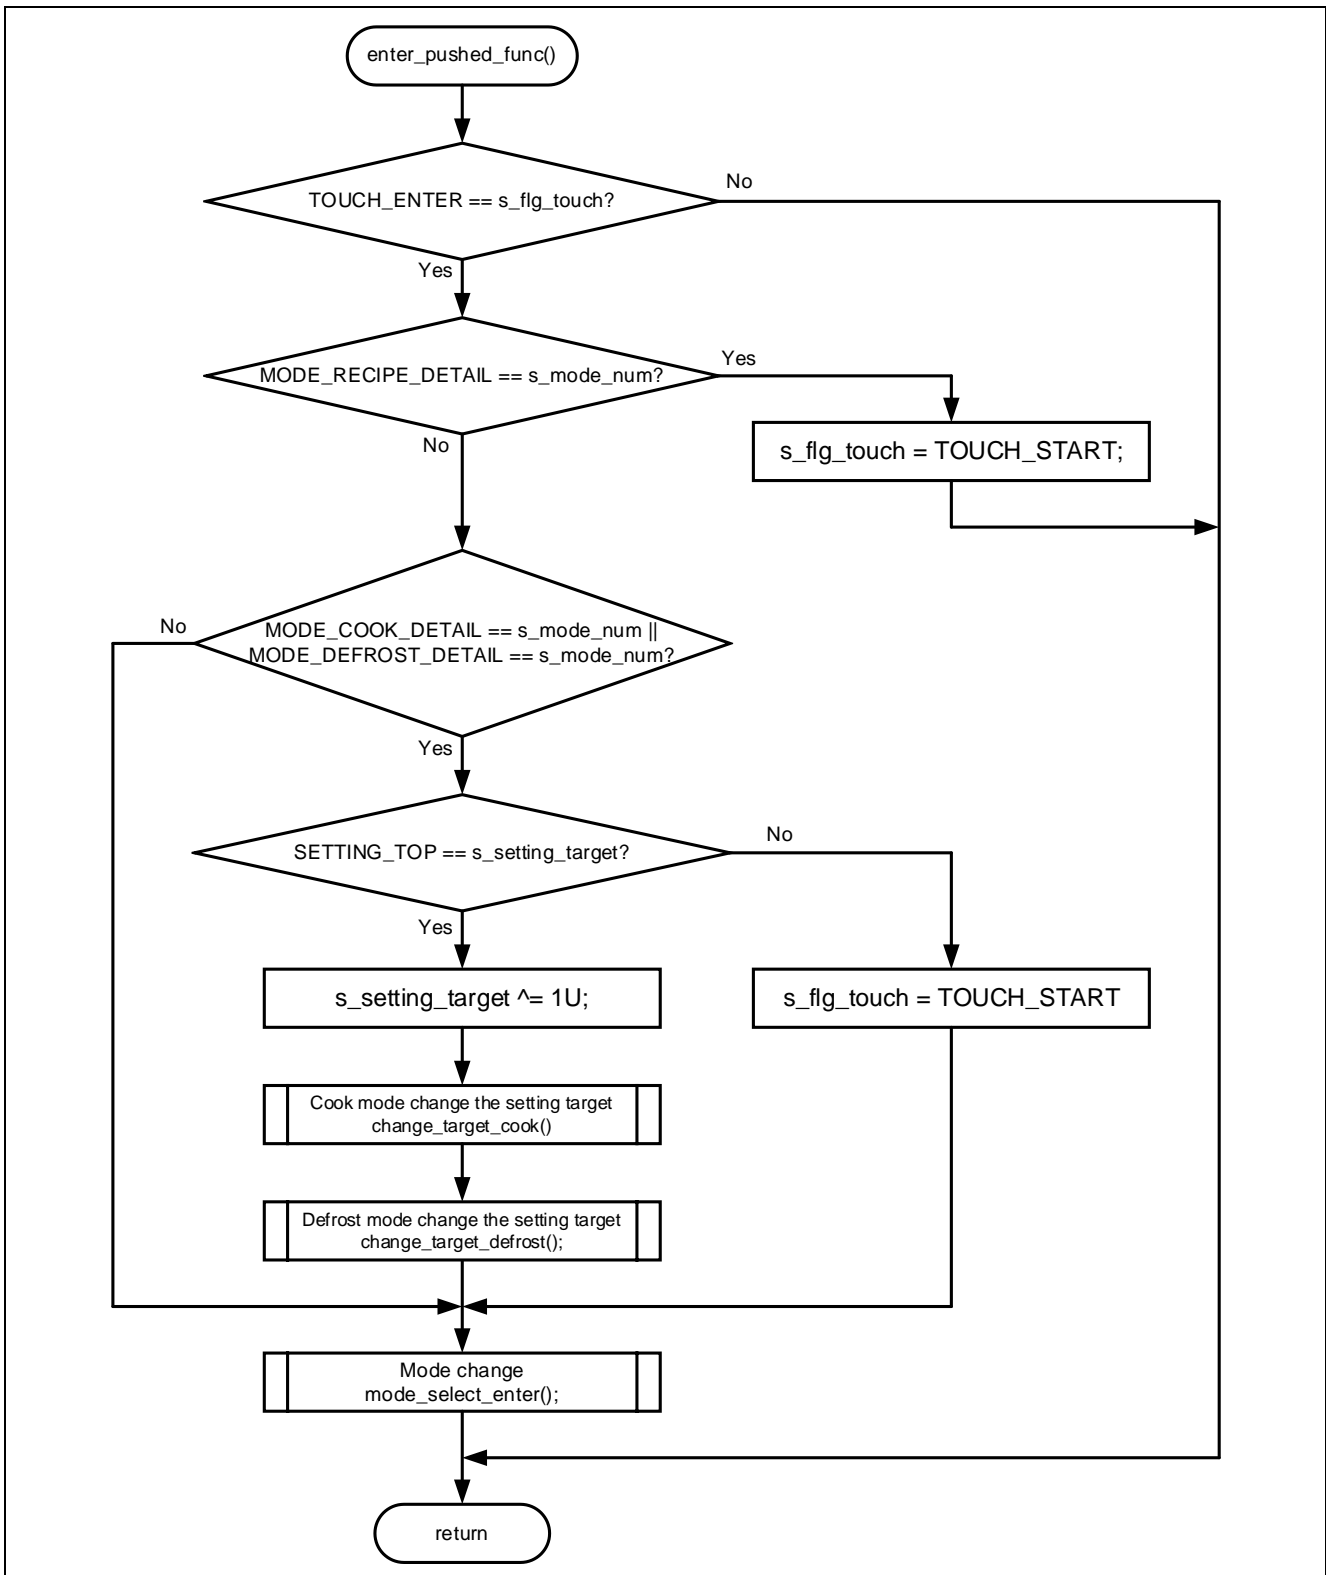 enter_pushed_func()
TOUCH_ENTER == s_flg_touch?
No
Yes
MODE_RECIPE_DETAIL == s_mode_num?
Yes
No
s_flg_touch = TOUCH_START;
MODE_COOK_DETAIL == s_mode_num ||
MODE_DEFROST_DETAIL == s_mode_num?
No
Yes
SETTING_TOP == s_setting_target?
No
Yes
s_setting_target ^= 1U;
s_flg_touch = TOUCH_START
Cook mode change the setting target
change_target_cook()
Defrost mode change the setting target
change_target_defrost();
Mode change
mode_select_enter();
return